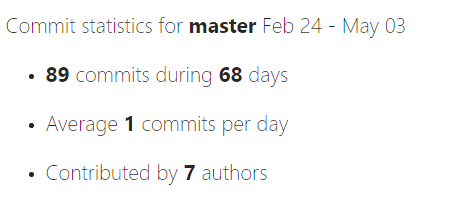 Commit statistics for master Feb 24 - May 03
• 89 commits during 68 days
• Average 1 commits per day
• Contributed by 7 authors